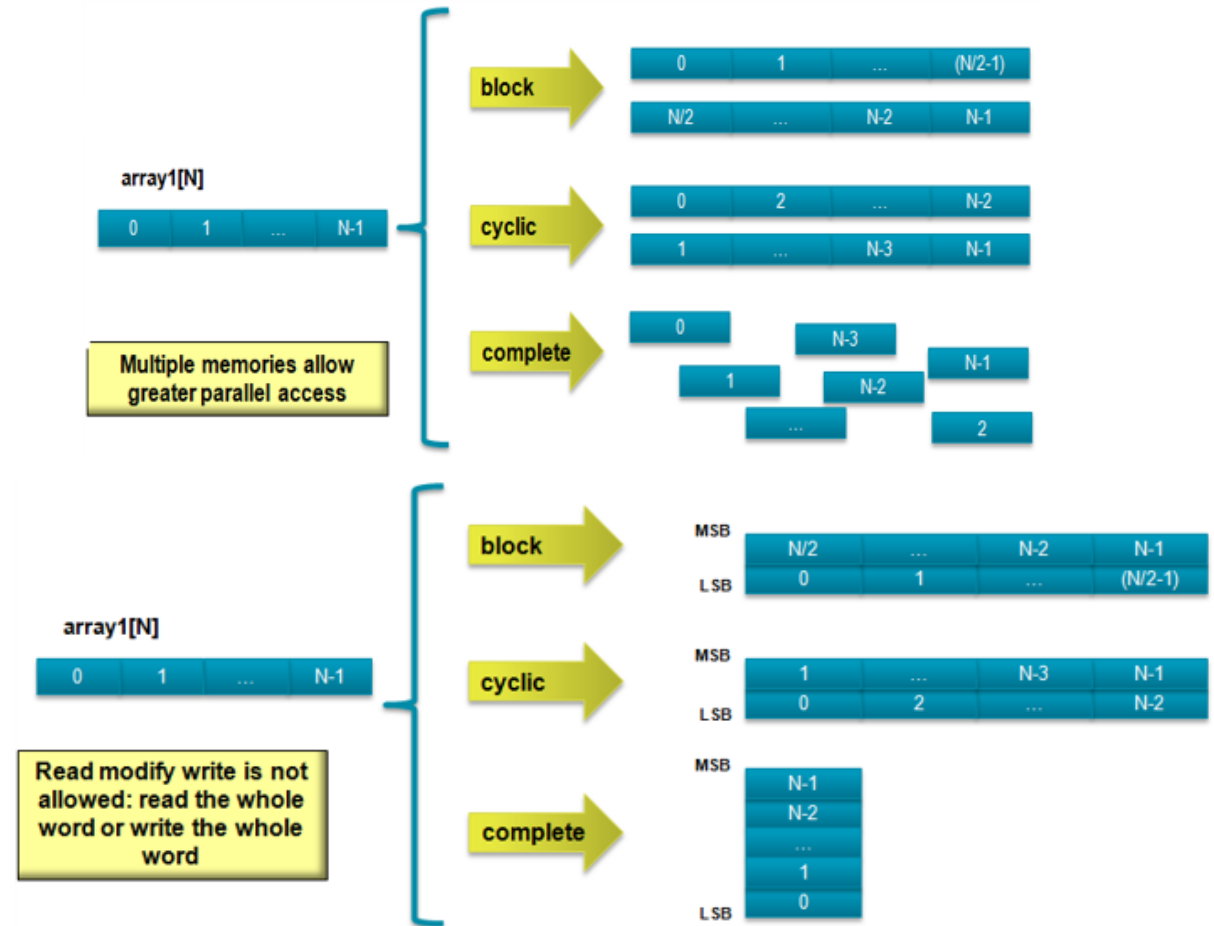 block
0 1 ... (N/2-1)
N/2 ... N-2 N-1
array1[N]
0 1 ... N-1
cyclic
0 2 ... N-2
1 ... N-3 N-1
Multiple memories allow
greater parallel access
complete
0
N-3
N-1
1
N-2
...
2
block
MSB
N/2 ... N-2 N-1
LSB
0 1 ... (N/2-1)
array1[N]
0 1 ... N-1
cyclic
MSB
1 ... N-3 N-1
LSB
0 2 ... N-2
Read modify write is not
allowed: read the whole
word or write the whole
word
complete
MSB
N-1
N-2
...
1
0
LSB